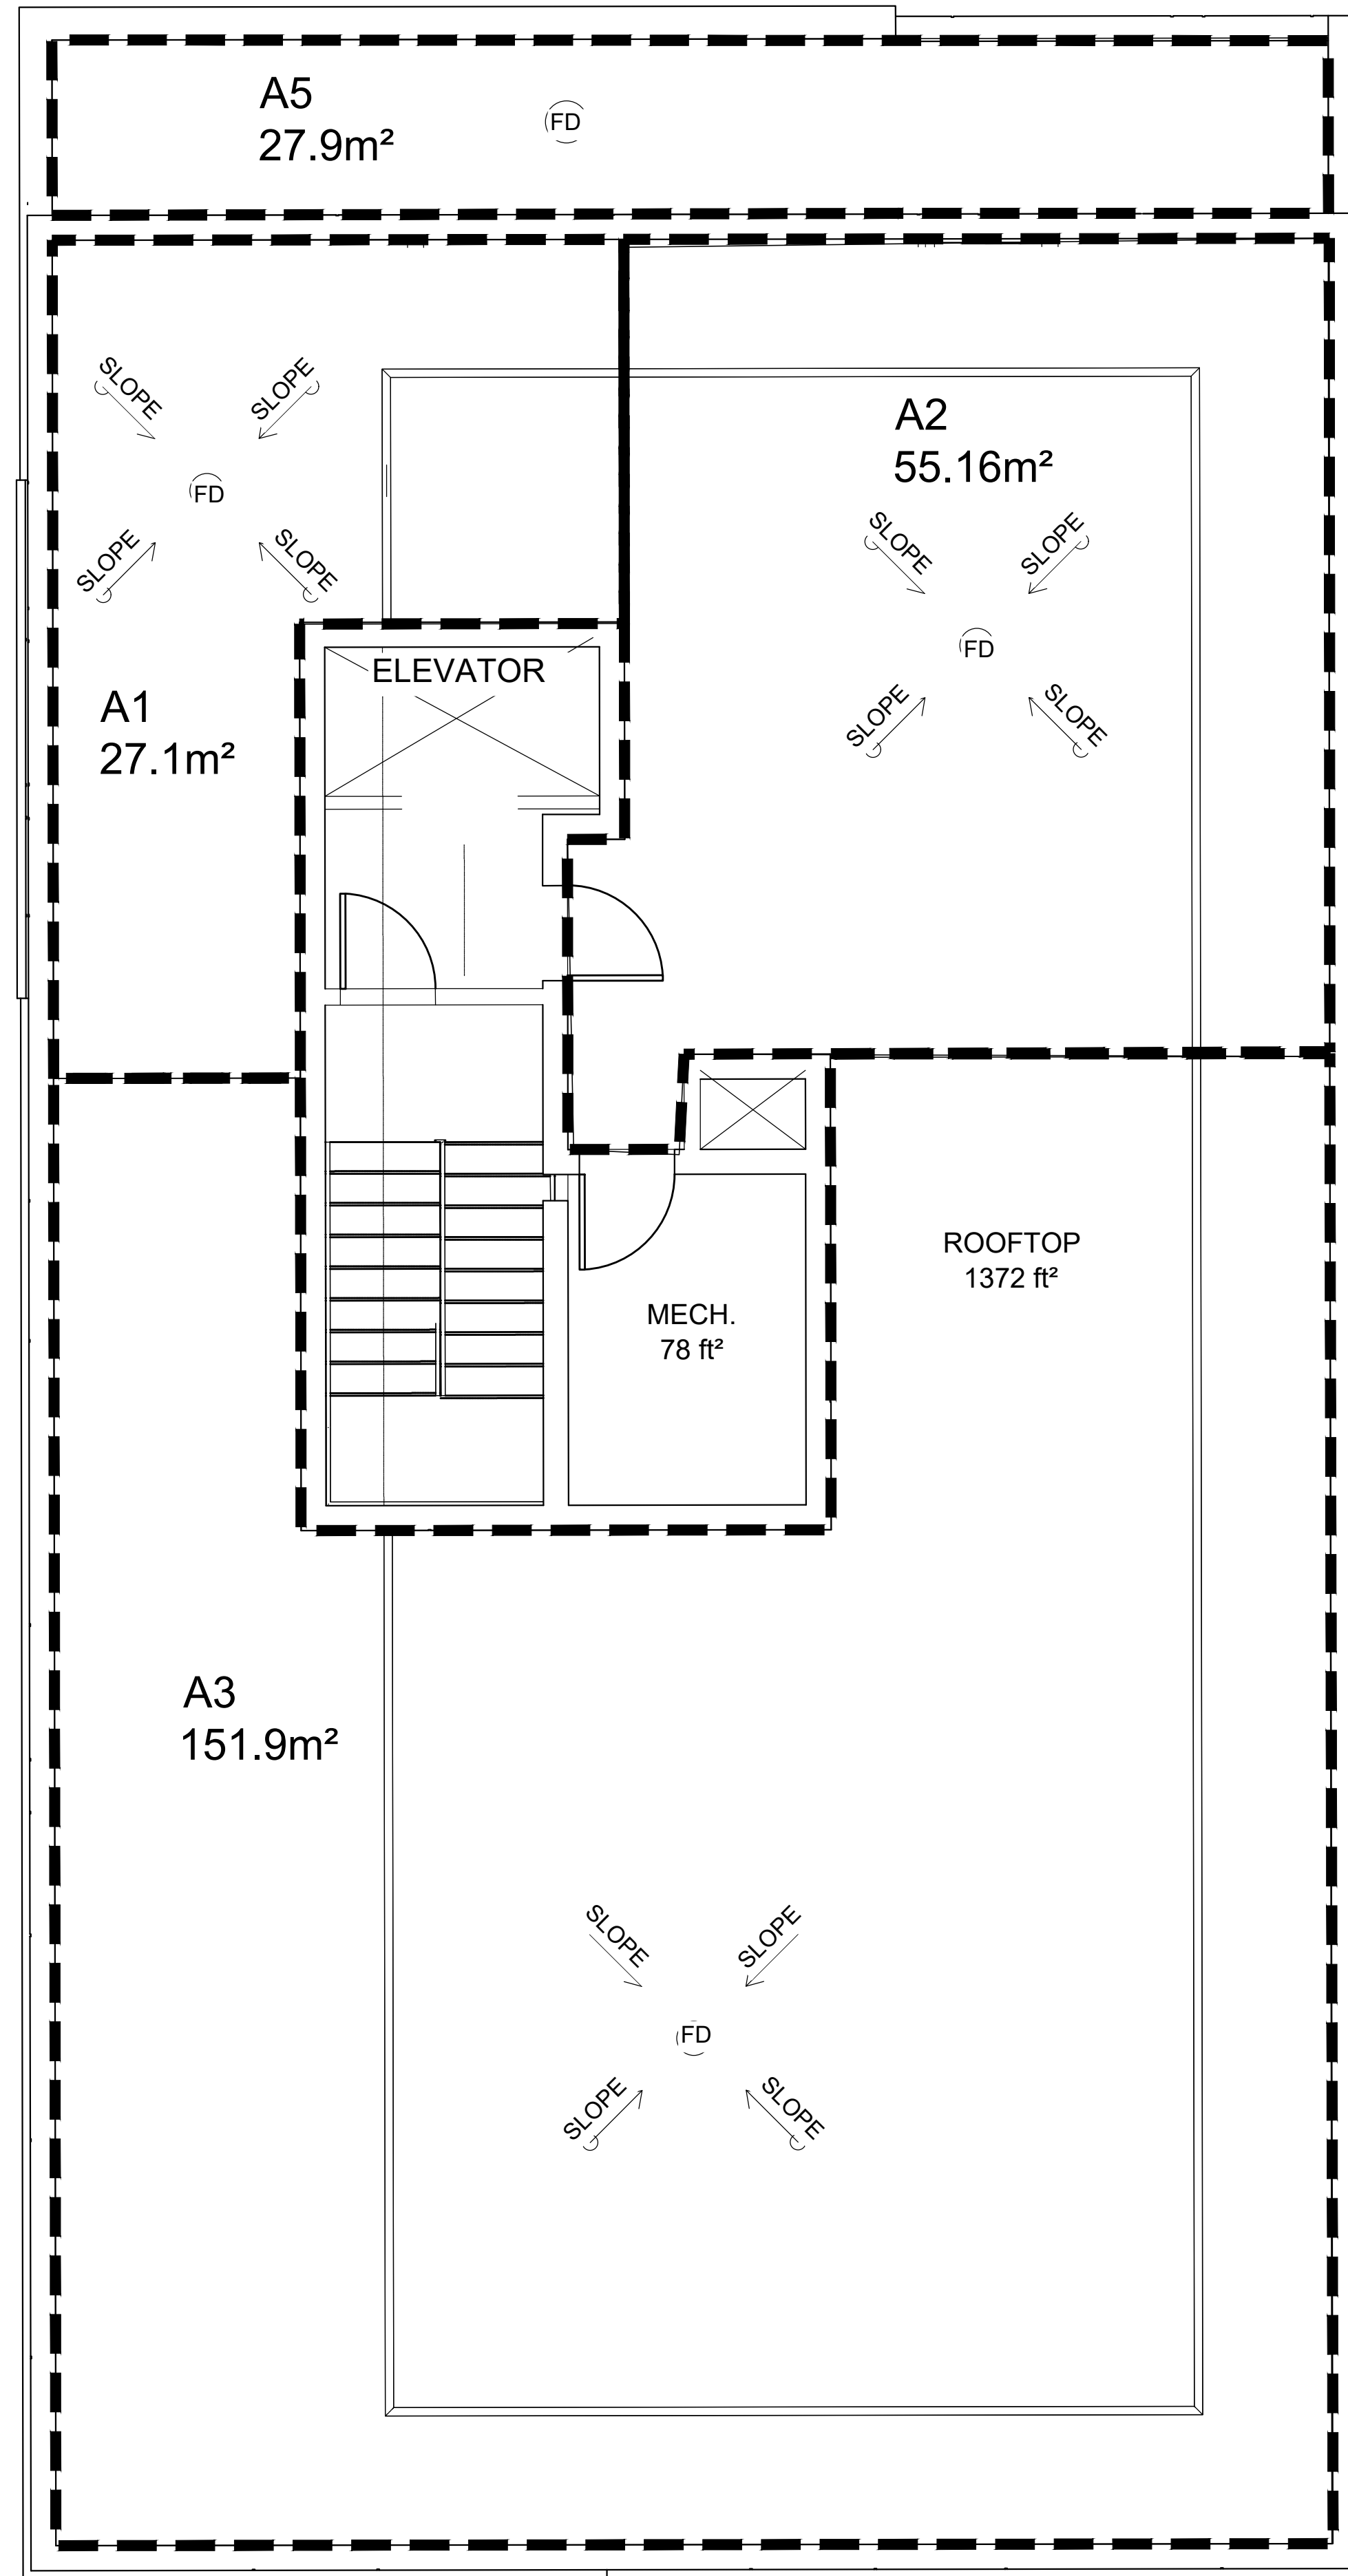 A5
27.9m²
FD
SLOPE
SLOPE
FD
SLOPE
SLOPE
A2
55.16m²
SLOPE
SLOPE
FD
SLOPE
SLOPE
ELEVATOR
A1
27.1m²
ROOFTOP
1372 ft²
MECH.
78 ft²
A3
151.9m²
SLOPE
SLOPE
FD
SLOPE
SLOPE